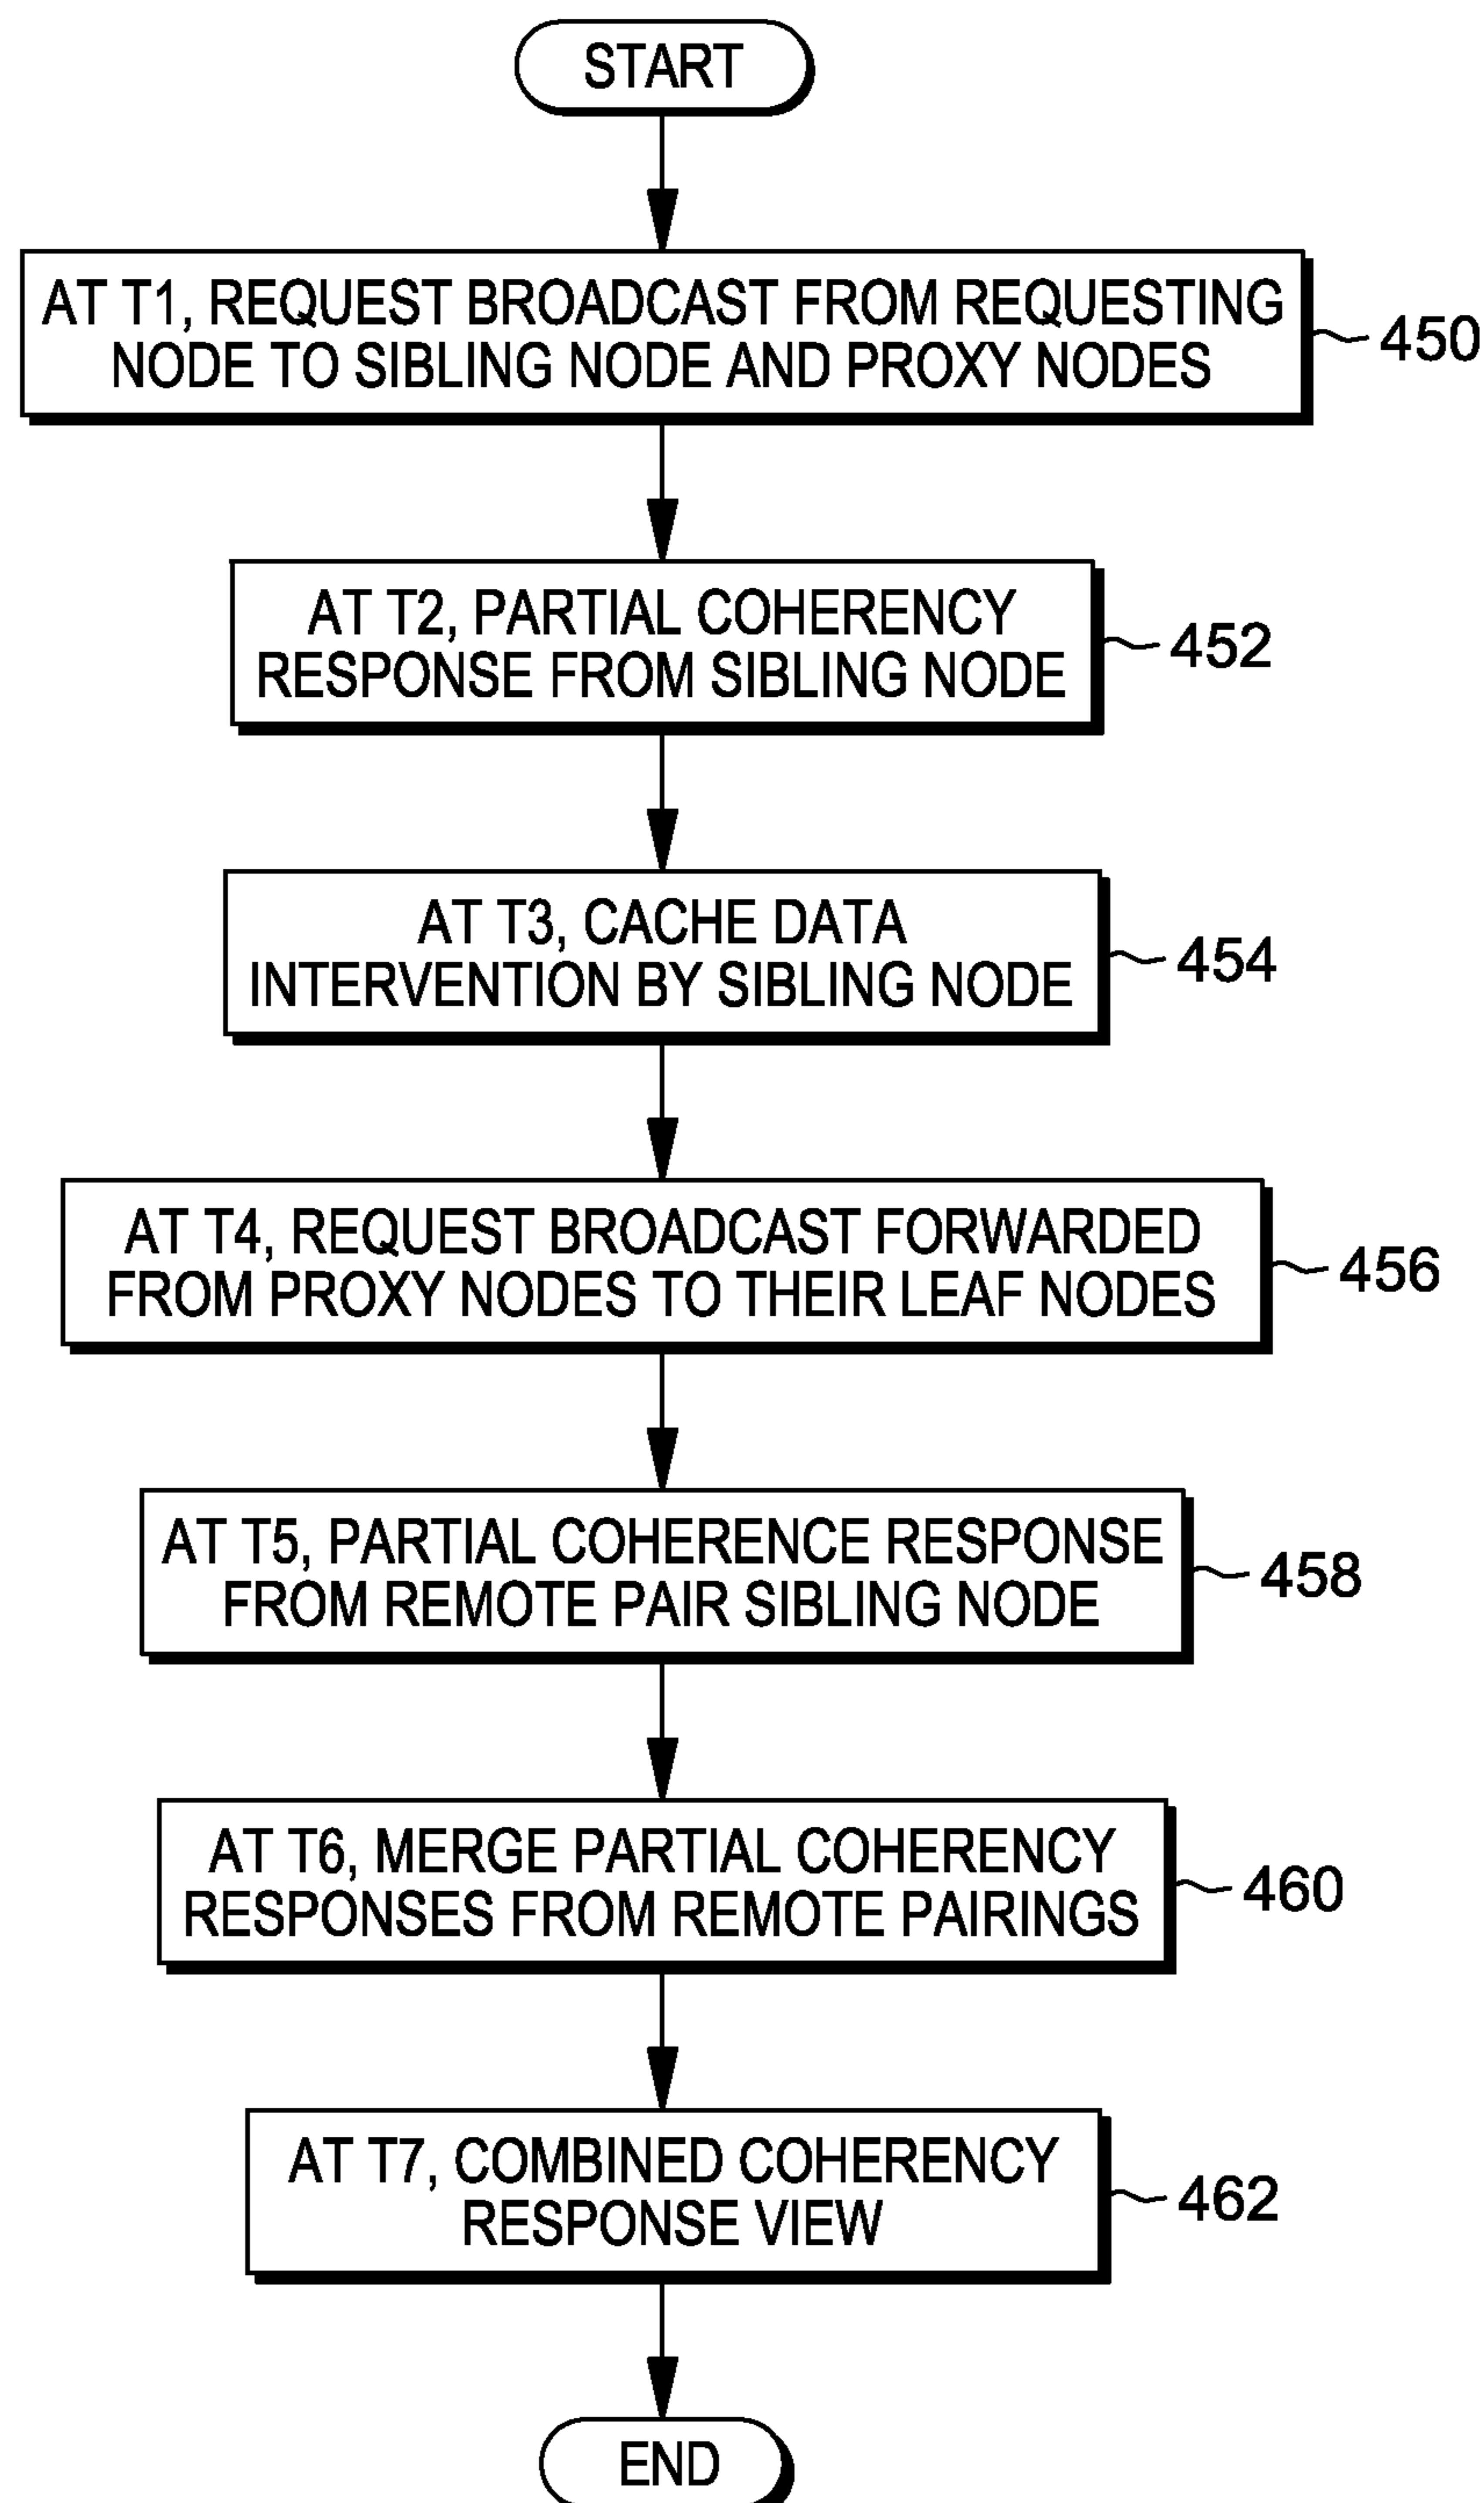 START
AT T1, REQUEST BROADCAST FROM REQUESTING
NODE TO SIBLING NODE AND PROXY NODES
450
AT T2, PARTIAL COHERENCY
RESPONSE FROM SIBLING NODE
452
AT T3, CACHE DATA
INTERVENTION BY SIBLING NODE
454
AT T4, REQUEST BROADCAST FORWARDED
FROM PROXY NODES TO THEIR LEAF NODES
456
AT T5, PARTIAL COHERENCE RESPONSE
FROM REMOTE PAIR SIBLING NODE
458
AT T6, MERGE PARTIAL COHERENCY
RESPONSES FROM REMOTE PAIRINGS
460
AT T7, COMBINED COHERENCY
RESPONSE VIEW
462
END